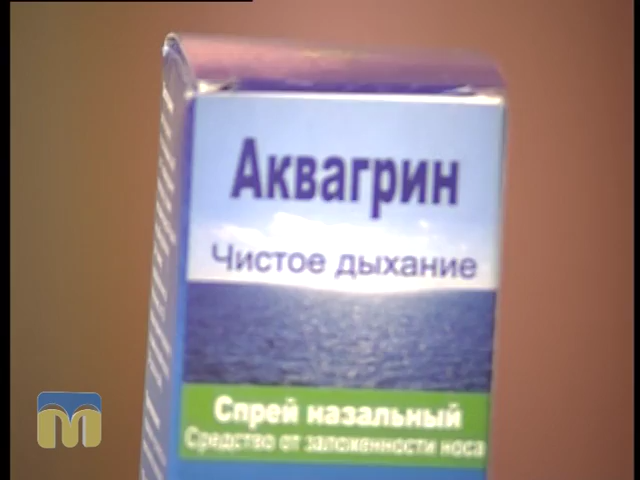 Аквагрин
Чистое дыхание
Спрей назальный
Средство от заложенности носа